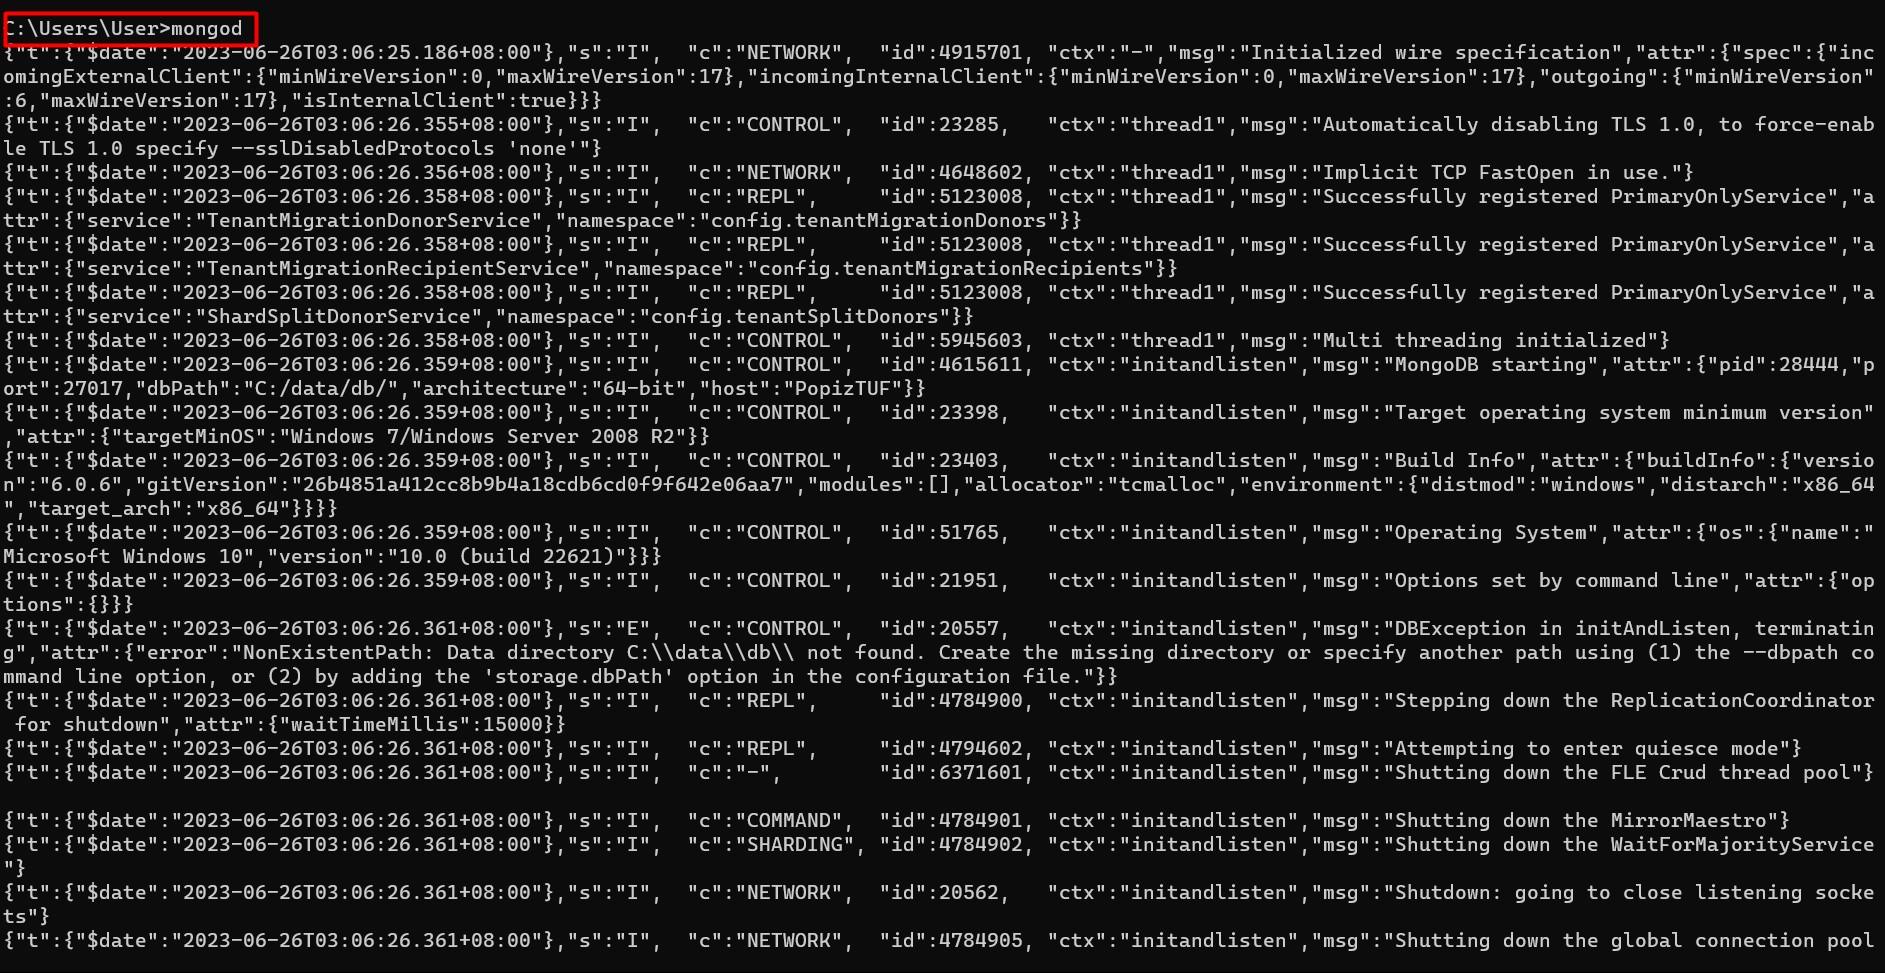 C:\Users\User>mongod
{"t":{"$date":"2023-06-26T03:06:25.186+08:00"},"s":"I",  "c":"NETWORK",  "id":4915701, "ctx":"-","msg":"Initialized wire specification","attr":{"spec":{"inc
omingExternalClient":{"minWireVersion":0,"maxWireVersion":17},"incomingInternalClient":{"minWireVersion":0,"maxWireVersion":17},"outgoing":{"minWireVersion"
:6,"maxWireVersion":17},"isInternalClient":true}}}
{"t":{"$date":"2023-06-26T03:06:26.355+08:00"},"s":"I",  "c":"CONTROL",  "id":23285,   "ctx":"thread1","msg":"Automatically disabling TLS 1.0, to force-enab
le TLS 1.0 specify --sslDisabledProtocols 'none'"}
{"t":{"$date":"2023-06-26T03:06:26.356+08:00"},"s":"I",  "c":"NETWORK",  "id":4648602, "ctx":"thread1","msg":"Implicit TCP FastOpen in use."}
{"t":{"$date":"2023-06-26T03:06:26.358+08:00"},"s":"I",  "c":"REPL",     "id":5123008, "ctx":"thread1","msg":"Successfully registered PrimaryOnlyService","a
ttr":{"service":"TenantMigrationDonorService","namespace":"config.tenantMigrationDonors"}}
{"t":{"$date":"2023-06-26T03:06:26.358+08:00"},"s":"I",  "c":"REPL",     "id":5123008, "ctx":"thread1","msg":"Successfully registered PrimaryOnlyService","a
ttr":{"service":"TenantMigrationRecipientService","namespace":"config.tenantMigrationRecipients"}}
{"t":{"$date":"2023-06-26T03:06:26.358+08:00"},"s":"I",  "c":"REPL",     "id":5123008, "ctx":"thread1","msg":"Successfully registered PrimaryOnlyService","a
ttr":{"service":"ShardSplitDonorService","namespace":"config.tenantSplitDonors"}}
{"t":{"$date":"2023-06-26T03:06:26.358+08:00"},"s":"I",  "c":"CONTROL",  "id":5945603, "ctx":"thread1","msg":"Multi threading initialized"}
{"t":{"$date":"2023-06-26T03:06:26.359+08:00"},"s":"I",  "c":"CONTROL",  "id":4615611, "ctx":"initandlisten","msg":"MongoDB starting","attr":{"pid":28444,"p
ort":27017,"dbPath":"C:/data/db/","architecture":"64-bit","host":"PopizTUF"}}
{"t":{"$date":"2023-06-26T03:06:26.359+08:00"},"s":"I",  "c":"CONTROL",  "id":23398,   "ctx":"initandlisten","msg":"Target operating system minimum version"
,"attr":{"targetMinOS":"Windows 7/Windows Server 2008 R2"}}
{"t":{"$date":"2023-06-26T03:06:26.359+08:00"},"s":"I",  "c":"CONTROL",  "id":23403,   "ctx":"initandlisten","msg":"Build Info","attr":{"buildInfo":{"versio
n":"6.0.6","gitVersion":"26b4851a412cc8b9b4a18cdb6cd0f9f642e06aa7","modules":[],"allocator":"tcmalloc","environment":{"distmod":"windows","distarch":"x86_64
","target_arch":"x86_64"}}}}
{"t":{"$date":"2023-06-26T03:06:26.359+08:00"},"s":"I",  "c":"CONTROL",  "id":51765,   "ctx":"initandlisten","msg":"Operating System","attr":{"os":{"name":"
Microsoft Windows 10","version":"10.0 (build 22621)"}}}
{"t":{"$date":"2023-06-26T03:06:26.359+08:00"},"s":"I",  "c":"CONTROL",  "id":21951,   "ctx":"initandlisten","msg":"Options set by command line","attr":{"op
tions":{}}}
{"t":{"$date":"2023-06-26T03:06:26.361+08:00"},"s":"E",  "c":"CONTROL",  "id":20557,   "ctx":"initandlisten","msg":"DBException in initAndListen, terminatin
g","attr":{"error":"NonExistentPath: Data directory C:\\data\\db\\ not found. Create the missing directory or specify another path using (1) the --dbpath co
mmand line option, or (2) by adding the 'storage.dbPath' option in the configuration file."}}
{"t":{"$date":"2023-06-26T03:06:26.361+08:00"},"s":"I",  "c":"REPL",     "id":4784900, "ctx":"initandlisten","msg":"Stepping down the ReplicationCoordinator
 for shutdown","attr":{"waitTimeMillis":15000}}
{"t":{"$date":"2023-06-26T03:06:26.361+08:00"},"s":"I",  "c":"REPL",     "id":4794602, "ctx":"initandlisten","msg":"Attempting to enter quiesce mode"}
{"t":{"$date":"2023-06-26T03:06:26.361+08:00"},"s":"I",  "c":"-",        "id":6371601, "ctx":"initandlisten","msg":"Shutting down the FLE Crud thread pool"}
{"t":{"$date":"2023-06-26T03:06:26.361+08:00"},"s":"I",  "c":"COMMAND",  "id":4784901, "ctx":"initandlisten","msg":"Shutting down the MirrorMaestro"}
{"t":{"$date":"2023-06-26T03:06:26.361+08:00"},"s":"I",  "c":"SHARDING", "id":4784902, "ctx":"initandlisten","msg":"Shutting down the WaitForMajorityService
"}
{"t":{"$date":"2023-06-26T03:06:26.361+08:00"},"s":"I",  "c":"NETWORK",  "id":20562,   "ctx":"initandlisten","msg":"Shutdown: going to close listening socke
ts"}
{"t":{"$date":"2023-06-26T03:06:26.361+08:00"},"s":"I",  "c":"NETWORK",  "id":4784905, "ctx":"initandlisten","msg":"Shutting down the global connection pool